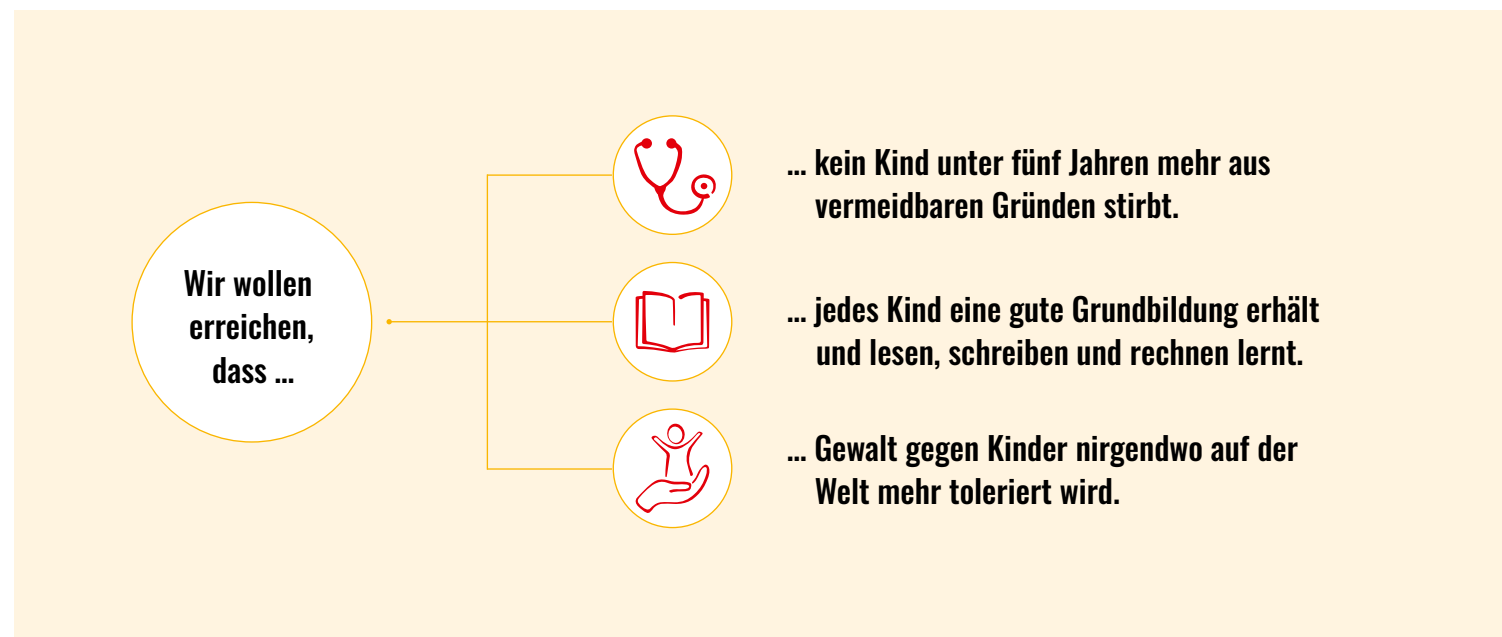 Wir wollen
erreichen,
dass ...
... kein Kind unter fünf Jahren mehr aus
vermeidbaren Gründen stirbt.
... jedes Kind eine gute Grundbildung erhält
und lesen, schreiben und rechnen lernt.
... Gewalt gegen Kinder nirgendwo auf der
Welt mehr toleriert wird.